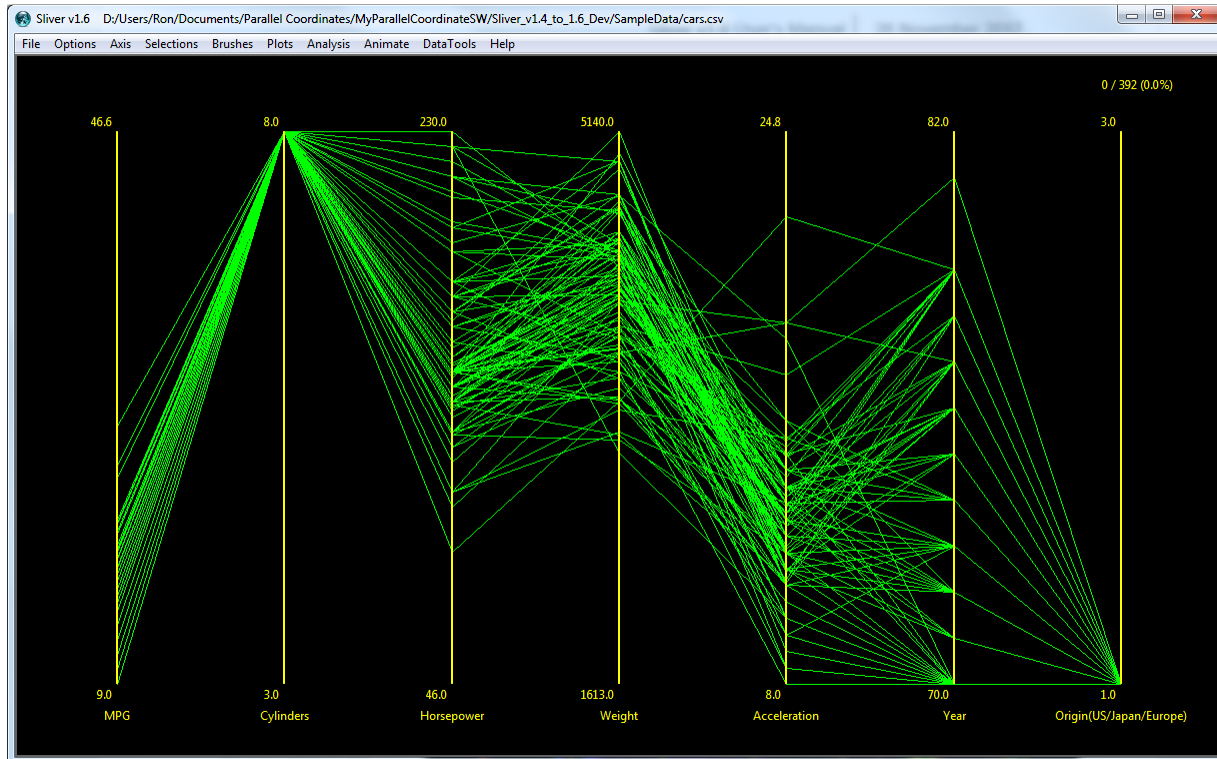 Sliver v1.6 D:/Users/Ron/Documents/Parallel Coordinates/MyParallelCoordinateSW/Sliver_v1.4_to_1.6_Dev/SampleData/cars.csv
File Options Axis Selections Brushes Plots Analysis Animate DataTools Help
0 / 392 (0.0%)
46.6 8.0 230.0 5140.0 24.8 82.0 3.0
9.0 3.0 46.0 1613.0 8.0 70.0 1.0
MPG Cylinders Horsepower Weight Acceleration Year Origin(US/Japan/Europe)